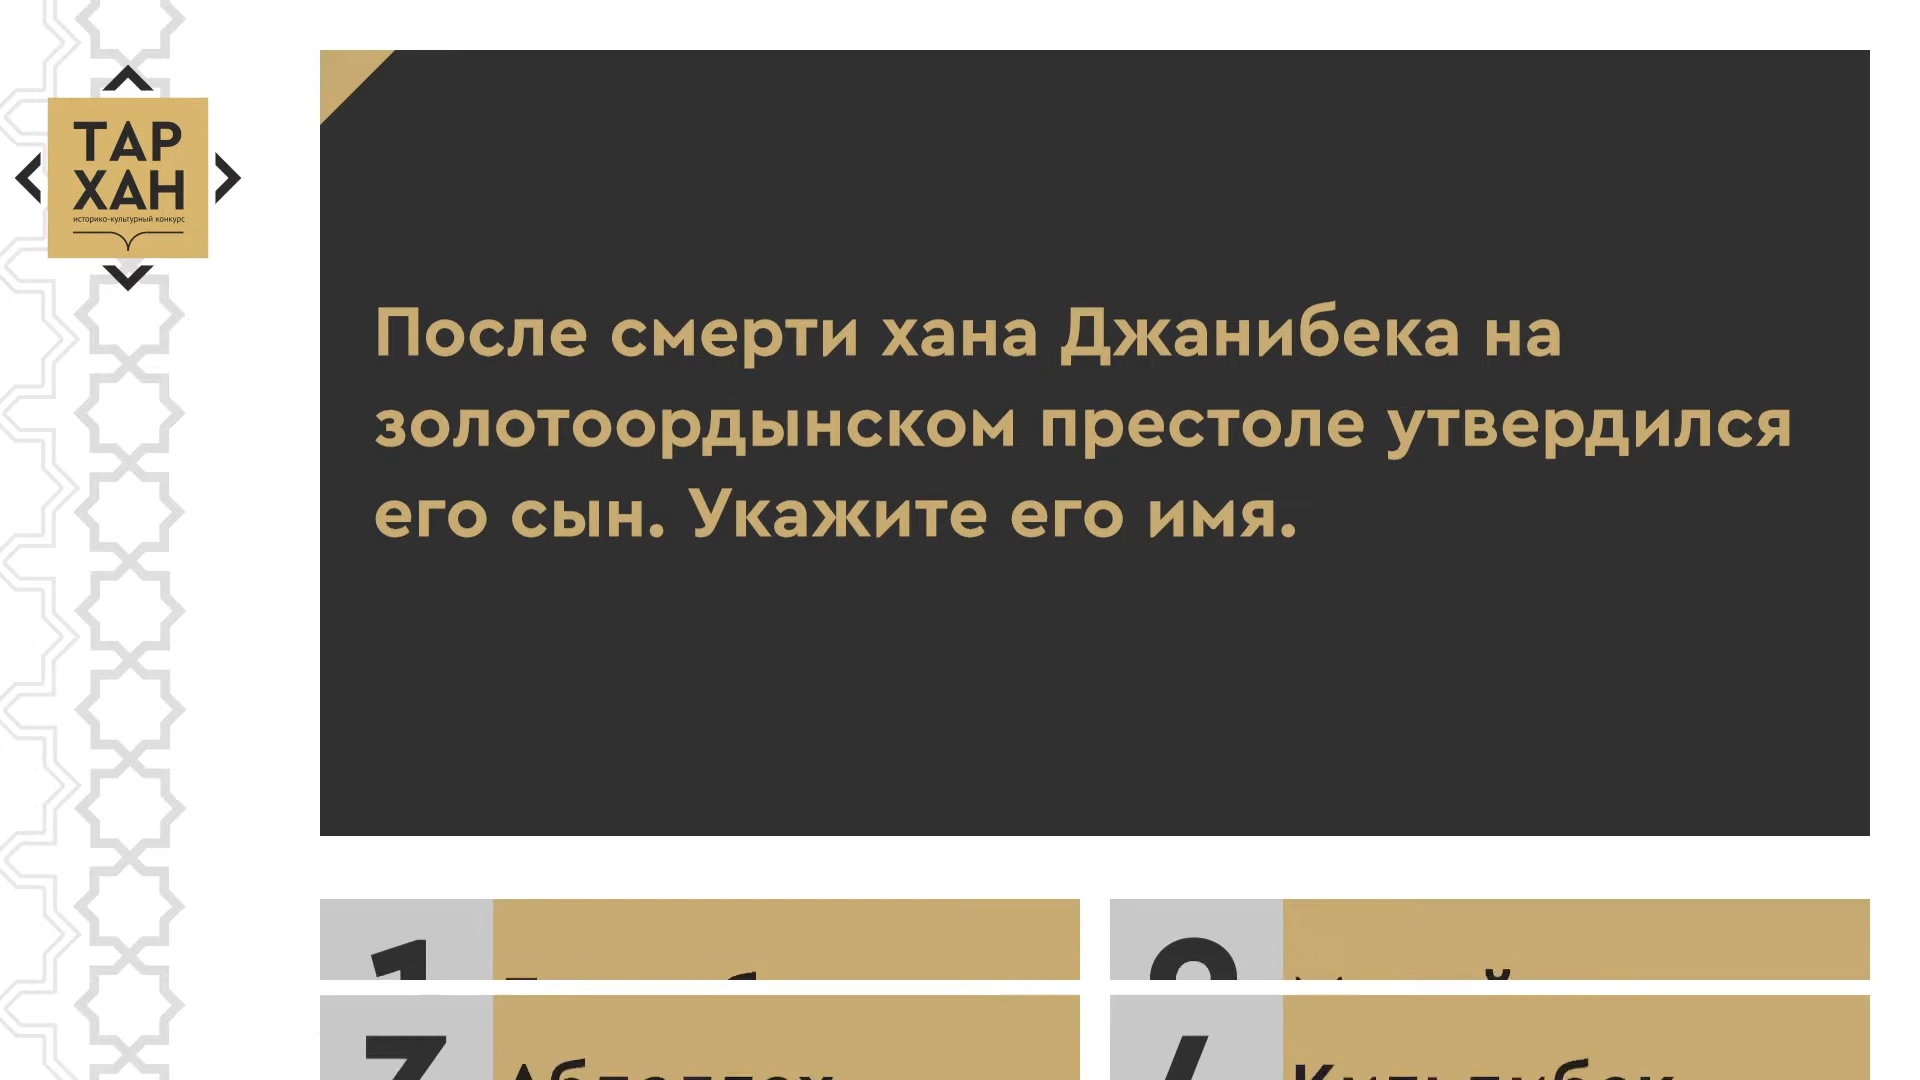 ТАР
ХАН
историко-культурный конкурс
После смерти хана Джанибека на
золотоордынском престоле утвердился
его сын. Укажите его имя.
1
2
3
4